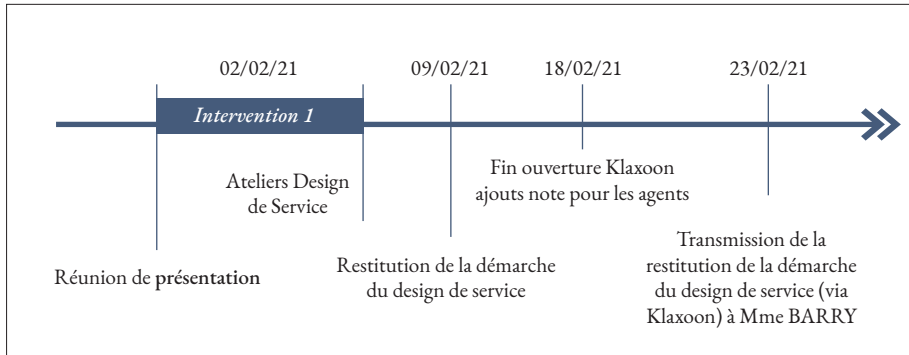 02/02/21
09/02/21
18/02/21
23/02/21
Intervention 1
Ateliers Design
de Service
Fin ouverture Klaxoon
ajouts note pour les agents
Réunion de présentation
Restitution de la démarche
du design de service
Transmission de la
restitution de la démarche
du design de service (via
Klaxoon) à Mme BARRY